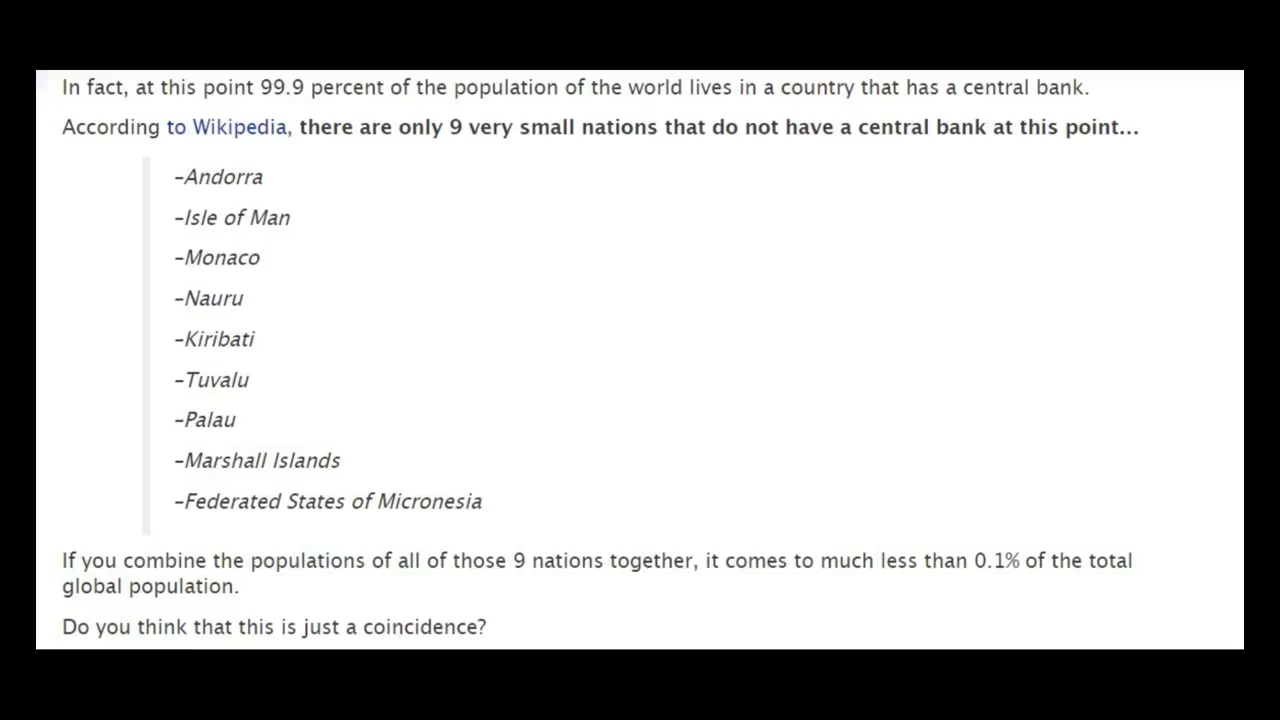 In fact, at this point 99.9 percent of the population of the world lives in a country that has a central bank.
According to Wikipedia, there are only 9 very small nations that do not have a central bank at this point...
–Andorra
–Isle of Man
–Monaco
–Nauru
–Kiribati
–Tuvalu
–Palau
–Marshall Islands
–Federated States of Micronesia
If you combine the populations of all of those 9 nations together, it comes to much less than 0.1% of the total
global population.
Do you think that this is just a coincidence?